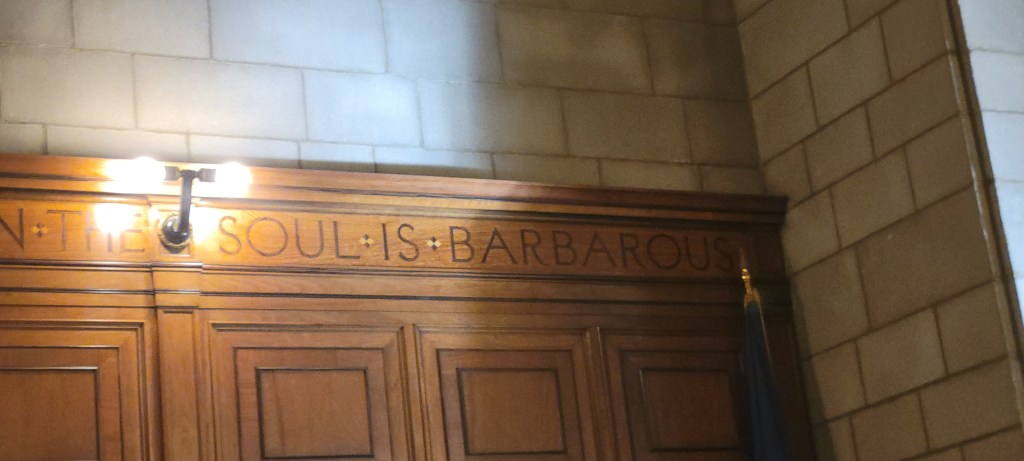 N THE SOUL IS BARBAROUS